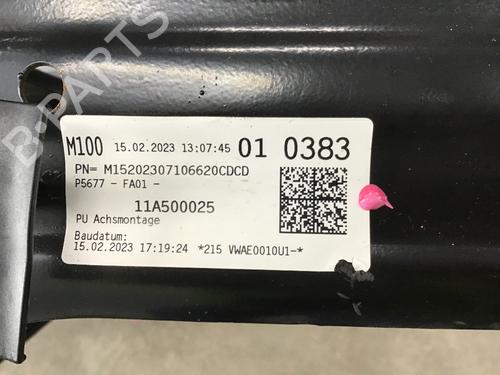 B-PARTS
M100 15.02.2023 13:07:45 01 0383
PN= M15202307106620CDCD
P5677 - FA01 -
11A500025
PU Achsmontage
Baudatum:
15.02.2023 17:19:24 *215 VWAE0010U1-*